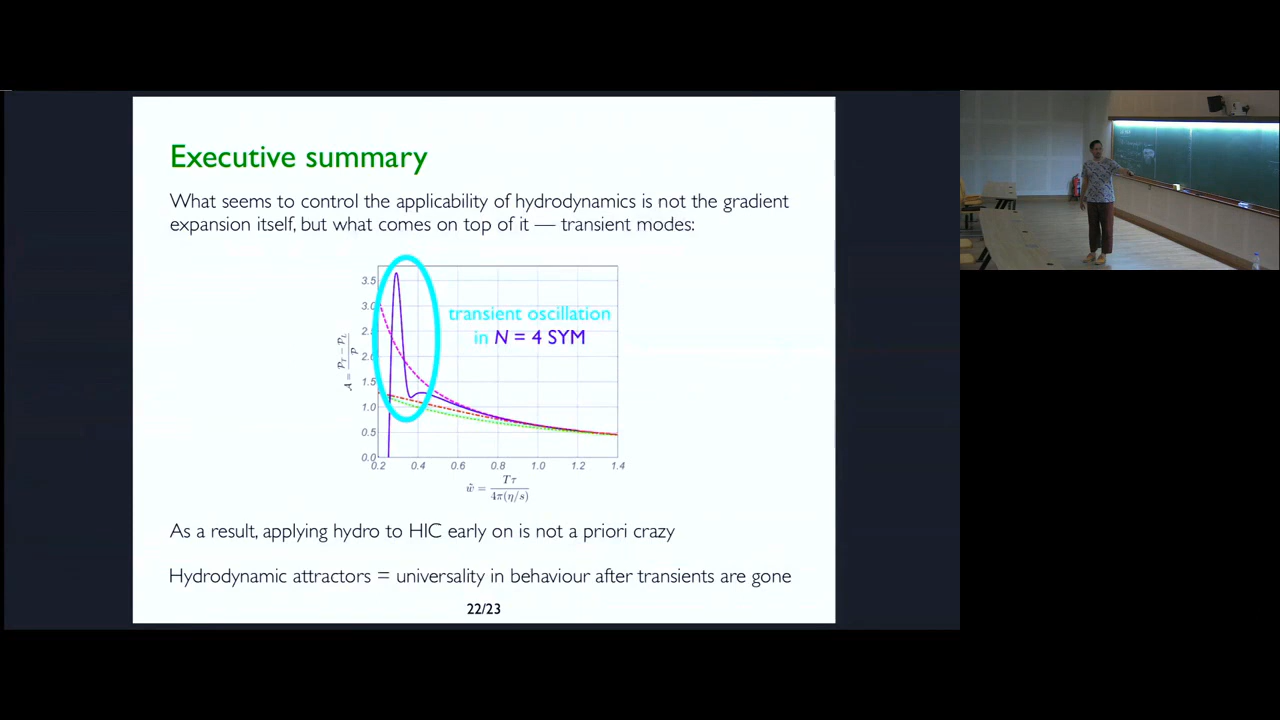 Executive summary
What seems to control the applicability of hydrodynamics is not the gradient
expansion itself, but what comes on top of it — transient modes:
3.5
3.0
2.5
2.0
1.5
1.0
0.5
0.0
0.2 0.4 0.6 0.8 1.0 1.2 1.4
transient oscillation
in N = 4 SYM
w̃ = Tτ / 4π(η/s)
As a result, applying hydro to HIC early on is not a priori crazy
Hydrodynamic attractors = universality in behaviour after transients are gone
22/23